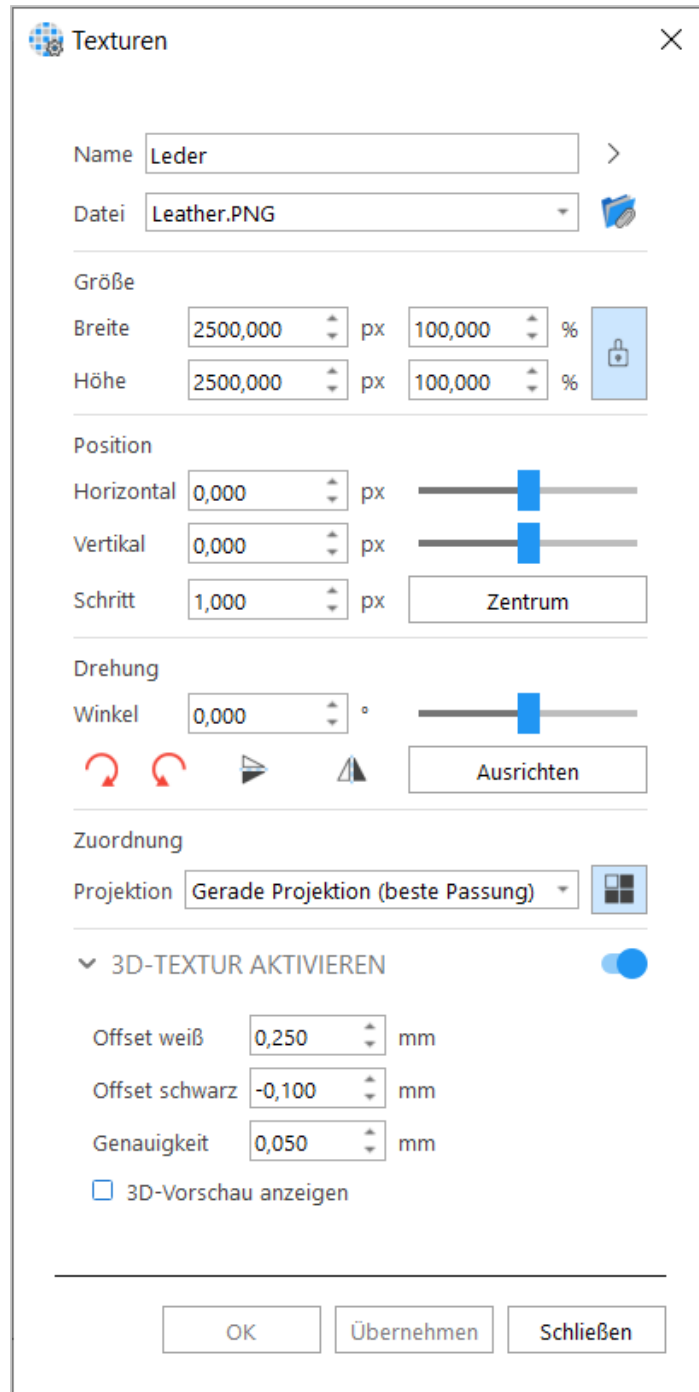 Texturen
Name Leder
Datei Leather.PNG
Größe
Breite 2500,000 px 100,000 %
Höhe 2500,000 px 100,000 %
Position
Horizontal 0,000 px
Vertikal 0,000 px
Schritt 1,000 px Zentrum
Drehung
Winkel 0,000 °
Ausrichten
Zuordnung
Projektion Gerade Projektion (beste Passung)
3D-TEXTUR AKTIVIEREN
Offset weiß 0,250 mm
Offset schwarz -0,100 mm
Genauigkeit 0,050 mm
3D-Vorschau anzeigen
OK Übernehmen Schließen